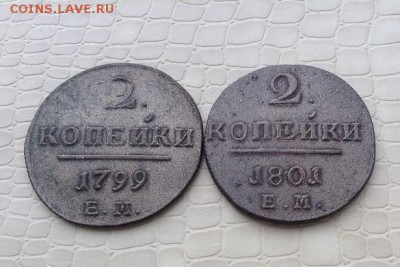 COINS.LAVE.RU
2.
КОПЕЙКИ
1799
Е.М.
2
КОПЕЙКИ
1801
Е.М.